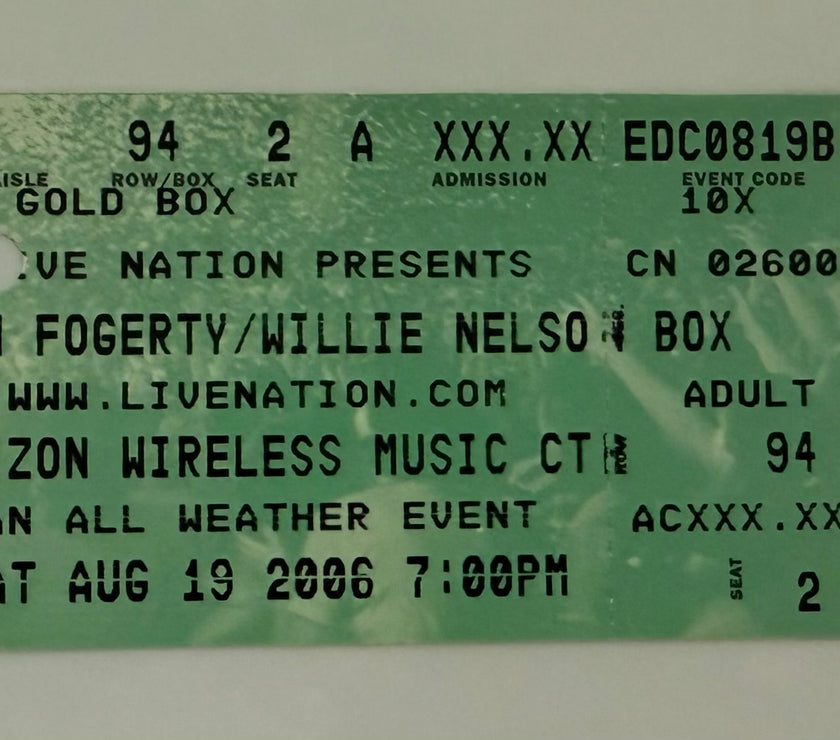 94 2 A XXX.XX EDC0819B
AISLE ROW/BOX SEAT ADMISSION EVENT CODE
GOLD BOX 10X
VE NATION PRESENTS CN 02600
FOGERTY/WILLIE NELSO BOX
WWW.LIVENATION.COM ADULT
ZON WIRELESS MUSIC CT ROW 94
AN ALL WEATHER EVENT ACXXX.XX
AT AUG 19 2006 7:00PM SEAT 2